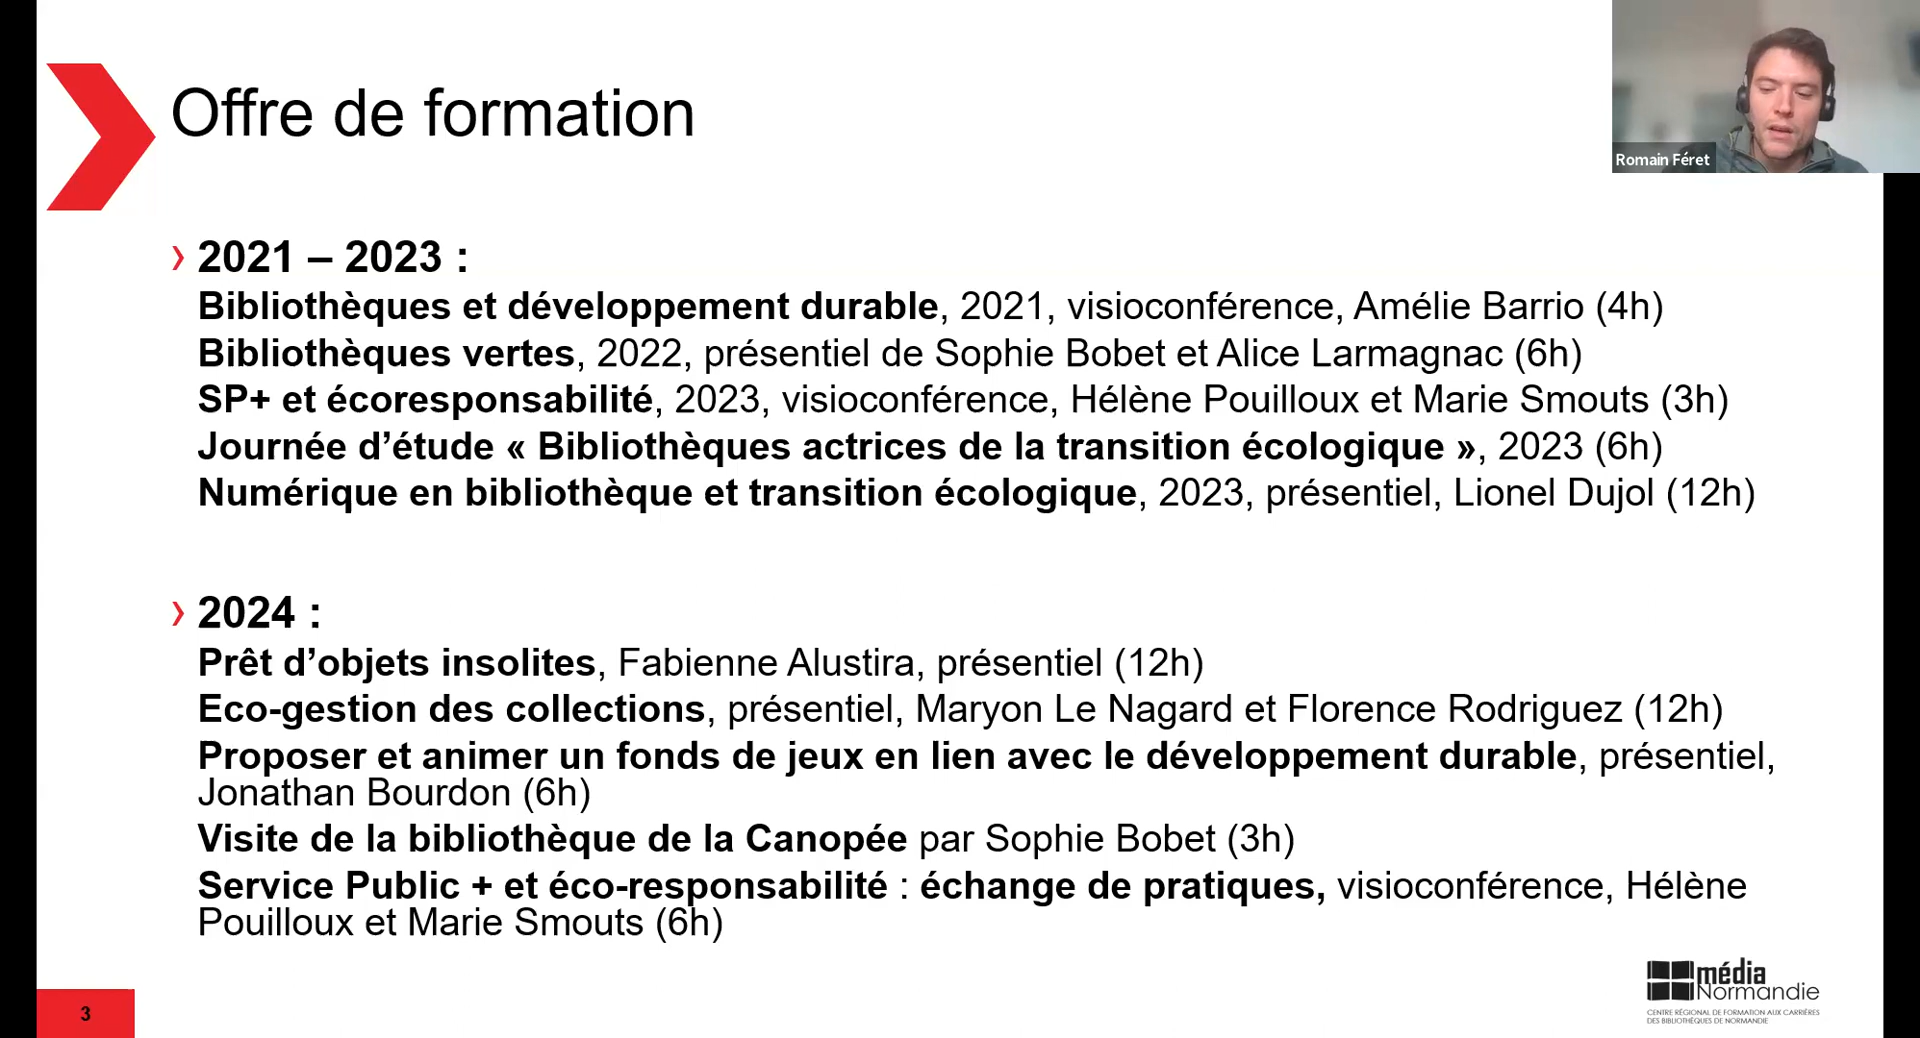 Offre de formation
Romain Féret
› 2021 – 2023 :
Bibliothèques et développement durable, 2021, visioconférence, Amélie Barrio (4h)
Bibliothèques vertes, 2022, présentiel de Sophie Bobet et Alice Larmagnac (6h)
SP+ et écoresponsabilité, 2023, visioconférence, Hélène Pouilloux et Marie Smouts (3h)
Journée d’étude « Bibliothèques actrices de la transition écologique », 2023 (6h)
Numérique en bibliothèque et transition écologique, 2023, présentiel, Lionel Dujol (12h)
› 2024 :
Prêt d’objets insolites, Fabienne Alustira, présentiel (12h)
Eco-gestion des collections, présentiel, Maryon Le Nagard et Florence Rodriguez (12h)
Proposer et animer un fonds de jeux en lien avec le développement durable, présentiel,
Jonathan Bourdon (6h)
Visite de la bibliothèque de la Canopée par Sophie Bobet (3h)
Service Public + et éco-responsabilité : échange de pratiques, visioconférence, Hélène
Pouilloux et Marie Smouts (6h)
3
média
Normandie
CENTRE RÉGIONAL DE FORMATION AUX CARRIÈRES
DES BIBLIOTHÈQUES DE NORMANDIE